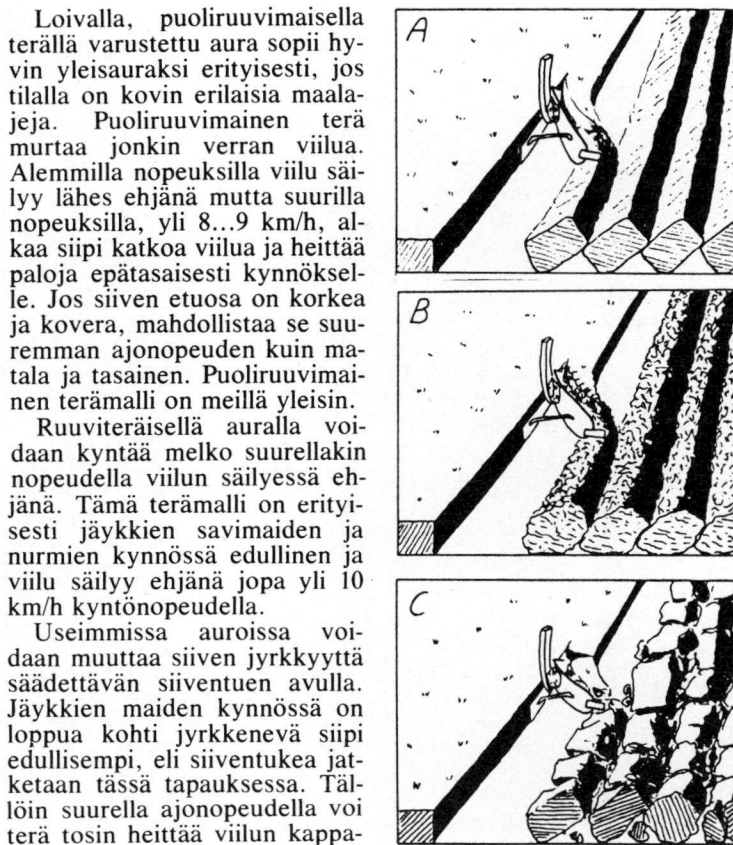 Loivalla, puoliruuvimaisella
terällä varustettu aura sopii hy-
vin yleisauraksi erityisesti, jos
tilalla on kovin erilaisia maala-
jeja. Puoliruuvimainen terä
murtaa jonkin verran viilua.
Alemmilla nopeuksilla viilu säi-
lyy lähes ehjänä mutta suurilla
nopeuksilla, yli 8...9 km/h, al-
kaa siipi katkoa viilua ja heittää
paloja epätasaisesti kynnöksel-
le. Jos siiven etuosa on korkea
ja kovera, mahdollistaa se suu-
remman ajonopeuden kuin ma-
tala ja tasainen. Puoliruuvimai-
nen terämalli on meillä yleisin.
Ruuviteräisellä auralla voi-
daan kyntää melko suurellakin
nopeudella viilun säilyessä eh-
jänä. Tämä terämalli on erityi-
sesti jäykkien savimaiden ja
nurmien kynnössä edullinen ja
viilu säilyy ehjänä jopa yli 10
km/h kyntönopeudella.
Useimmissa auroissa voi-
daan muuttaa siiven jyrkkyyttä
säädettävän siiventuen avulla.
Jäykkien maiden kynnössä on
loppua kohti jyrkkenevä siipi
edullisempi, eli siiventukea jat-
ketaan tässä tapauksessa. Täl-
löin suurella ajonopeudella voi
terä tosin heittää viilun kappa-
A
B
C